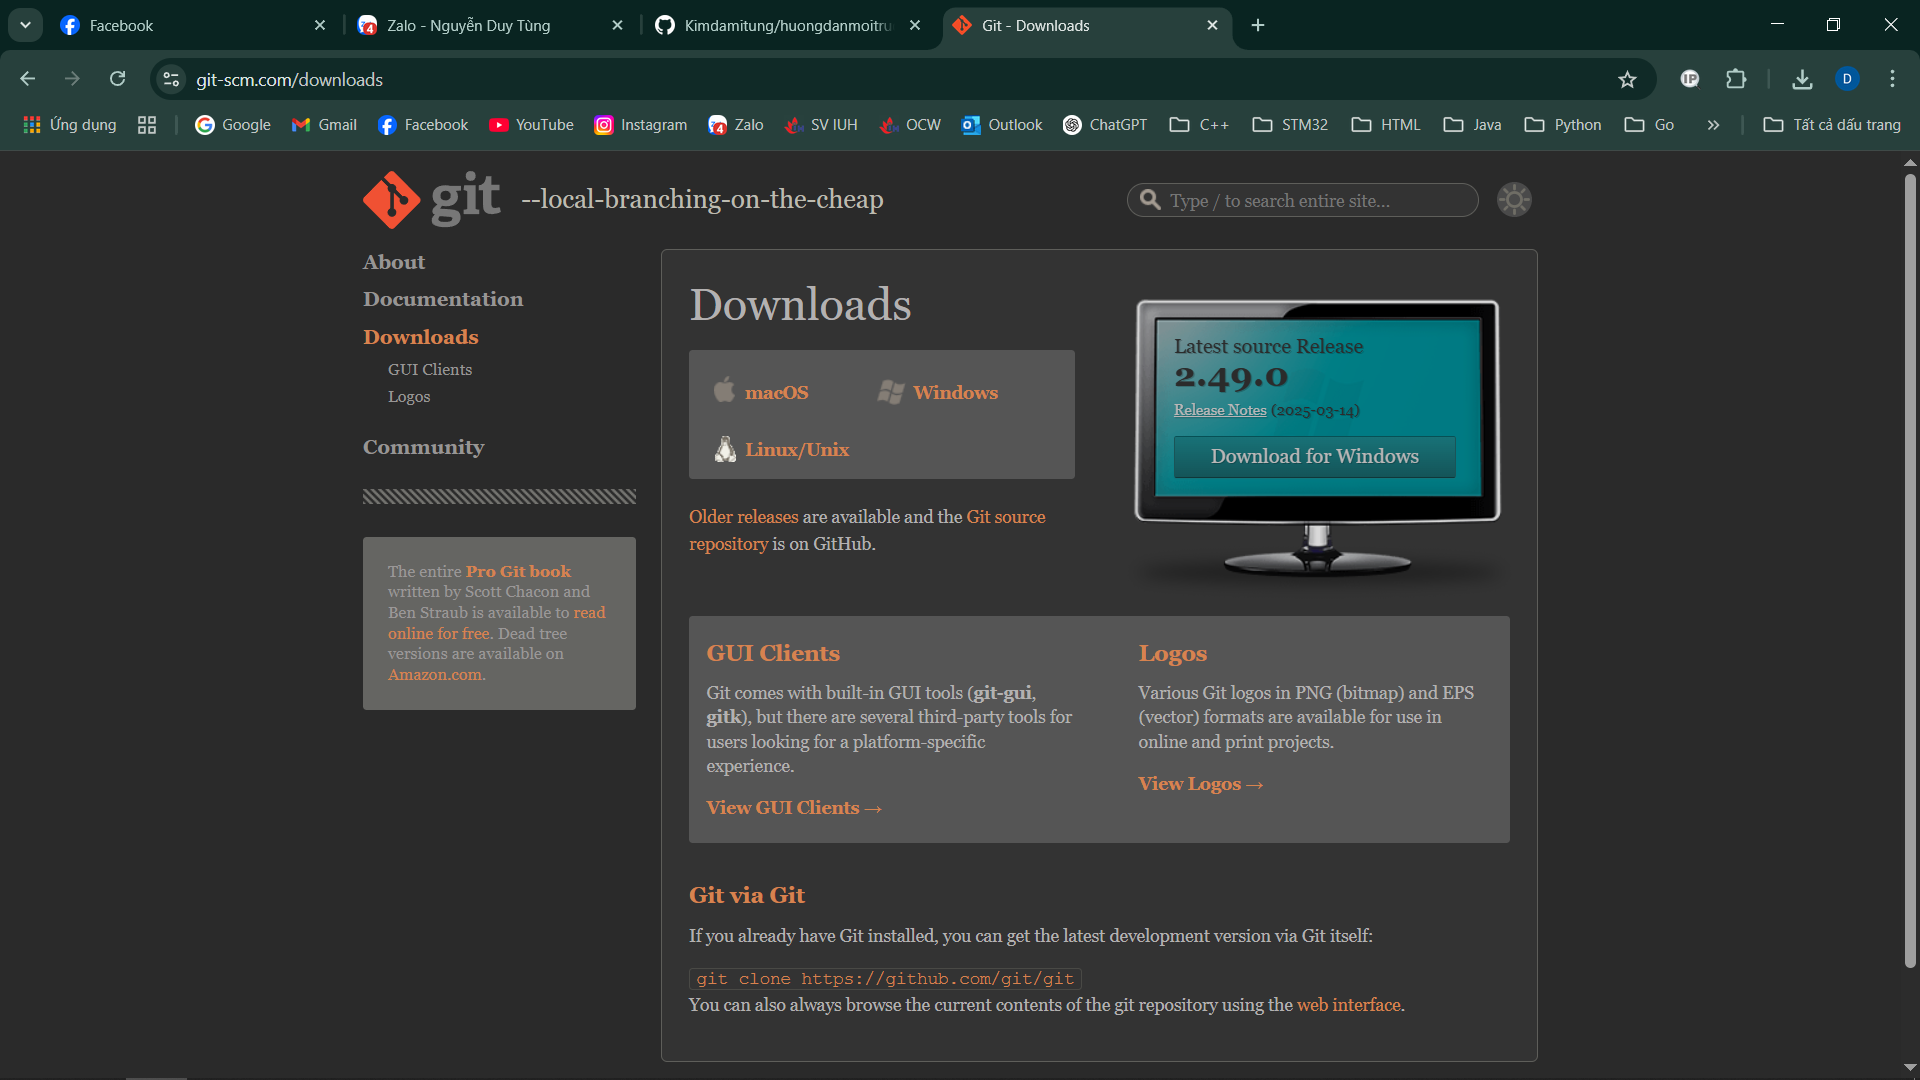 Facebook
Zalo - Nguyễn Duy Tùng
Kimdamitung/huongdanmoitru
Git - Downloads
git-scm.com/downloads
IP
D
Ứng dụng
Google
Gmail
Facebook
YouTube
Instagram
Zalo
SV IUH
OCW
Outlook
ChatGPT
C++
STM32
HTML
Java
Python
Go
Tất cả dấu trang
git --local-branching-on-the-cheap
Type / to search entire site...
About
Documentation
Downloads
GUI Clients
Logos
Community
The entire Pro Git book
written by Scott Chacon and
Ben Straub is available to read
online for free. Dead tree
versions are available on
Amazon.com.
Downloads
macOS
Windows
Linux/Unix
Older releases are available and the Git source
repository is on GitHub.
Latest source Release
2.49.0
Release Notes (2025-03-14)
Download for Windows
GUI Clients
Git comes with built-in GUI tools (git-gui,
gitk), but there are several third-party tools for
users looking for a platform-specific
experience.
View GUI Clients →
Logos
Various Git logos in PNG (bitmap) and EPS
(vector) formats are available for use in
online and print projects.
View Logos →
Git via Git
If you already have Git installed, you can get the latest development version via Git itself:
git clone https://github.com/git/git
You can also always browse the current contents of the git repository using the web interface.